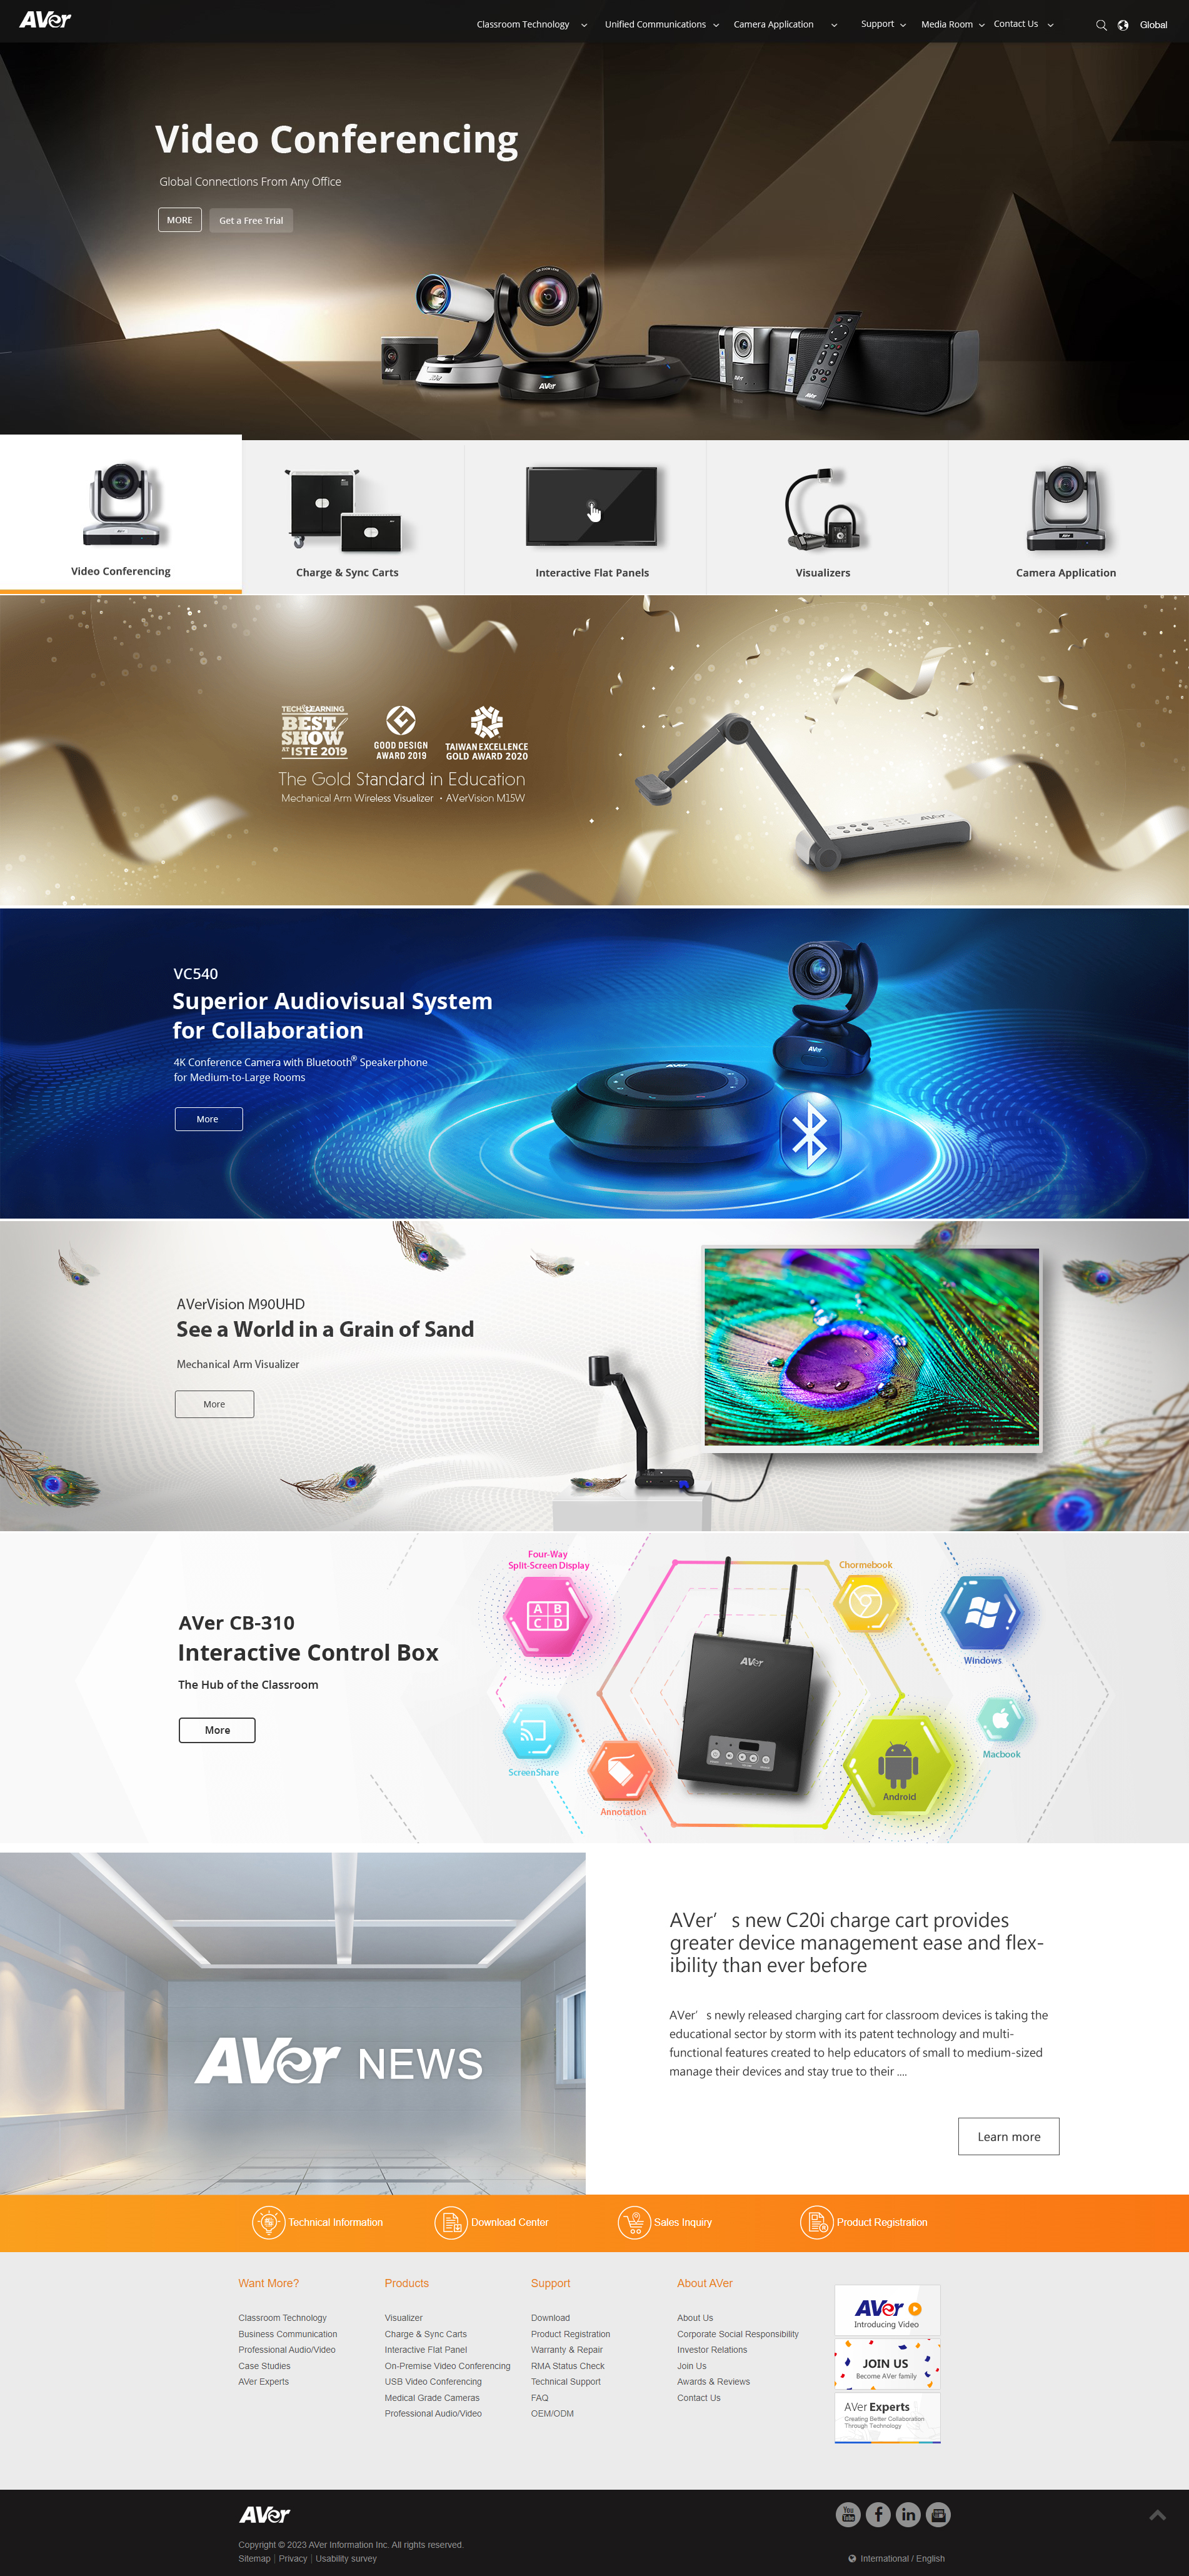 AVer
Classroom Technology
Unified Communications
Camera Application
Support
Media Room
Contact Us
Global
Video Conferencing
Global Connections From Any Office
MORE
Get a Free Trial
AVer
AVer
Video Conferencing
Charge & Sync Carts
Interactive Flat Panels
Visualizers
Camera Application
TECH&LEARNING
BEST
OF
SHOW
AT ISTE 2019
GOOD DESIGN
AWARD 2019
TAIWAN EXCELLENCE
GOLD AWARD 2020
The Gold Standard in Education
Mechanical Arm Wireless Visualizer ・AVerVision M15W
AVer
VC540
Superior Audiovisual System
for Collaboration
4K Conference Camera with Bluetooth® Speakerphone
for Medium-to-Large Rooms
More
AVer
AVer
AVerVision M90UHD
See a World in a Grain of Sand
Mechanical Arm Visualizer
More
AVer CB-310
Interactive Control Box
The Hub of the Classroom
More
Four-Way
Split-Screen Display
A B
C D
ScreenShare
Annotation
AVer
Chormebook
Windows
Macbook
Android
AVer NEWS
AVer’s new C20i charge cart provides
greater device management ease and flex-
ibility than ever before
AVer’s newly released charging cart for classroom devices is taking the
educational sector by storm with its patent technology and multi-
functional features created to help educators of small to medium-sized
manage their devices and stay true to their ....
Learn more
Technical Information
Download Center
Sales Inquiry
Product Registration
Want More?
Classroom Technology
Business Communication
Professional Audio/Video
Case Studies
AVer Experts
Products
Visualizer
Charge & Sync Carts
Interactive Flat Panel
On-Premise Video Conferencing
USB Video Conferencing
Medical Grade Cameras
Professional Audio/Video
Support
Download
Product Registration
Warranty & Repair
RMA Status Check
Technical Support
FAQ
OEM/ODM
About AVer
About Us
Corporate Social Responsibility
Investor Relations
Join Us
Awards & Reviews
Contact Us
AVer
Introducing Video
JOIN US
Become AVer family
AVer Experts
Creating Better Collaboration
Through Technology
AVer
You
Tube
f
in
Copyright © 2023 AVer Information Inc. All rights reserved.
Sitemap | Privacy | Usability survey
International / English